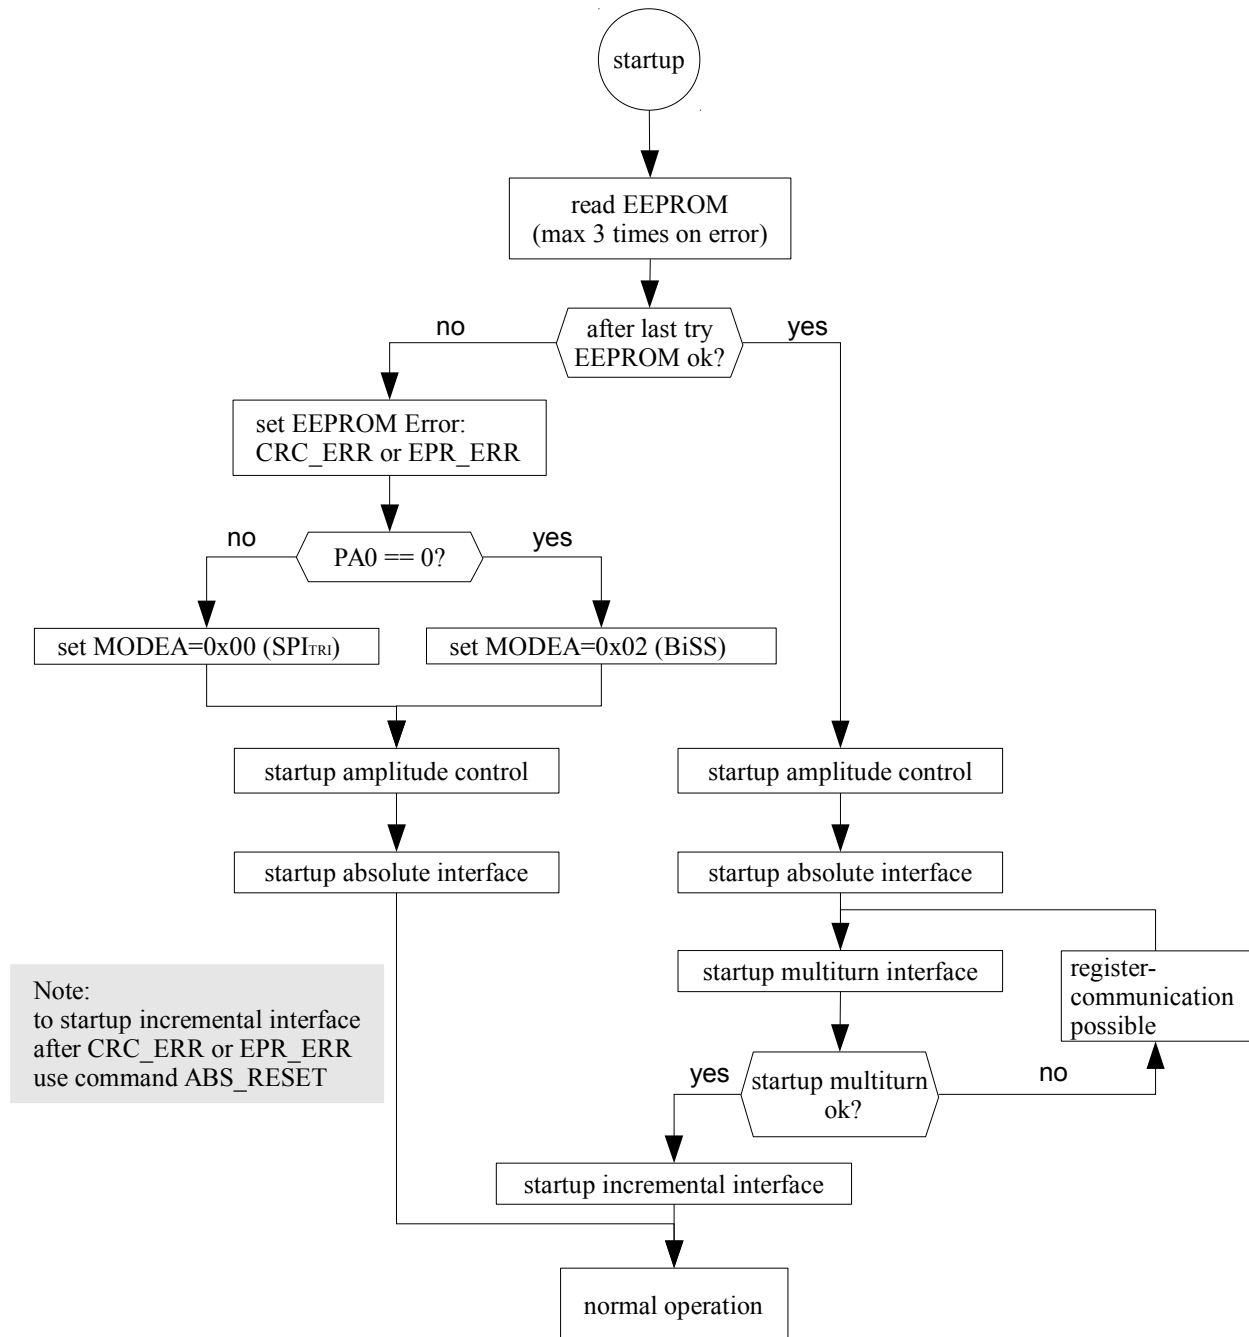 startup
read EEPROM
(max 3 times on error)
no
after last try
EEPROM ok?
yes
set EEPROM Error:
CRC_ERR or EPR_ERR
no
PA0 == 0?
yes
set MODEA=0x00 (SPITRI)
set MODEA=0x02 (BiSS)
startup amplitude control
startup amplitude control
startup absolute interface
startup absolute interface
startup multiturn interface
register-
communication
possible
Note:
to startup incremental interface
after CRC_ERR or EPR_ERR
use command ABS_RESET
yes
startup multiturn
ok?
no
startup incremental interface
normal operation